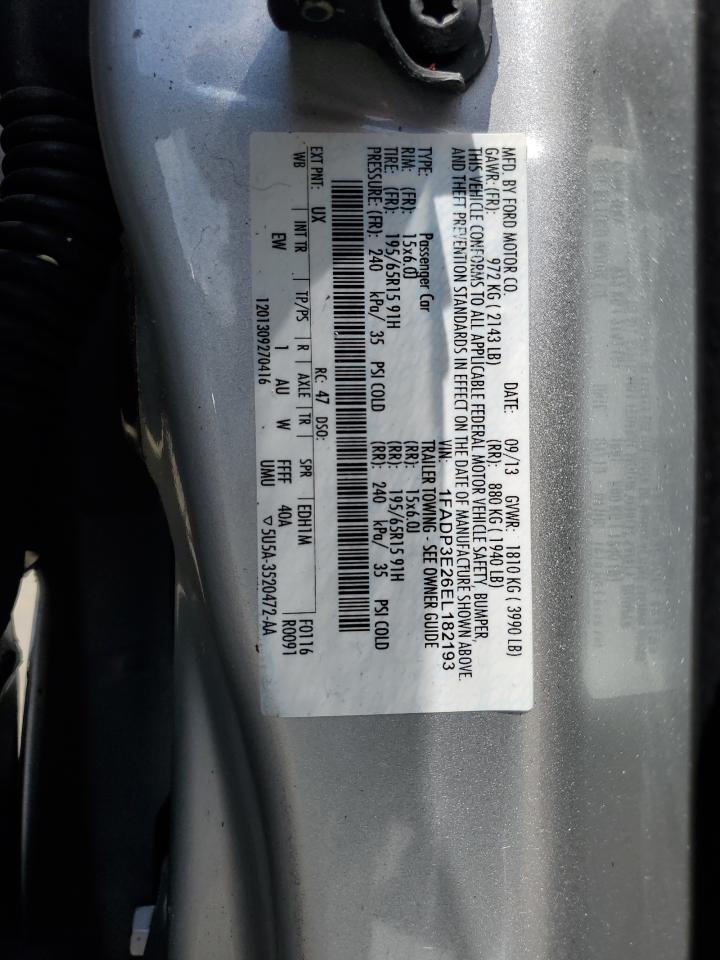 MFD. BY FORD MOTOR CO. DATE: 09/13 GVWR: 1810 KG ( 3990 LB)
GAWR: (FR): 972 KG ( 2143 LB) (RR): 880 KG ( 1940 LB)
THIS VEHICLE CONFORMS TO ALL APPLICABLE FEDERAL MOTOR VEHICLE SAFETY, BUMPER,
AND THEFT PREVENTION STANDARDS IN EFFECT ON THE DATE OF MANUFACTURE SHOWN ABOVE.
VIN: 1FADP3E26EL182193
TYPE: Passenger Car TRAILER TOWING - SEE OWNER GUIDE
RIM: (FR): 15x6.0J (RR): 15x6.0J
TIRE: (FR): 195/65R15 91H (RR): 195/65R15 91H
PRESSURE: (FR): 240 kPa/ 35 PSI COLD (RR): 240 kPa/ 35 PSI COLD
EXT PNT: UX RC: 47 DSO: F0116
WB INT TR TP/PS R AXLE TR SPR EDH1M R0091
EW 1 AU W FFFF 40A
1201309270416 UMU ▽5U5A-3520472-AA